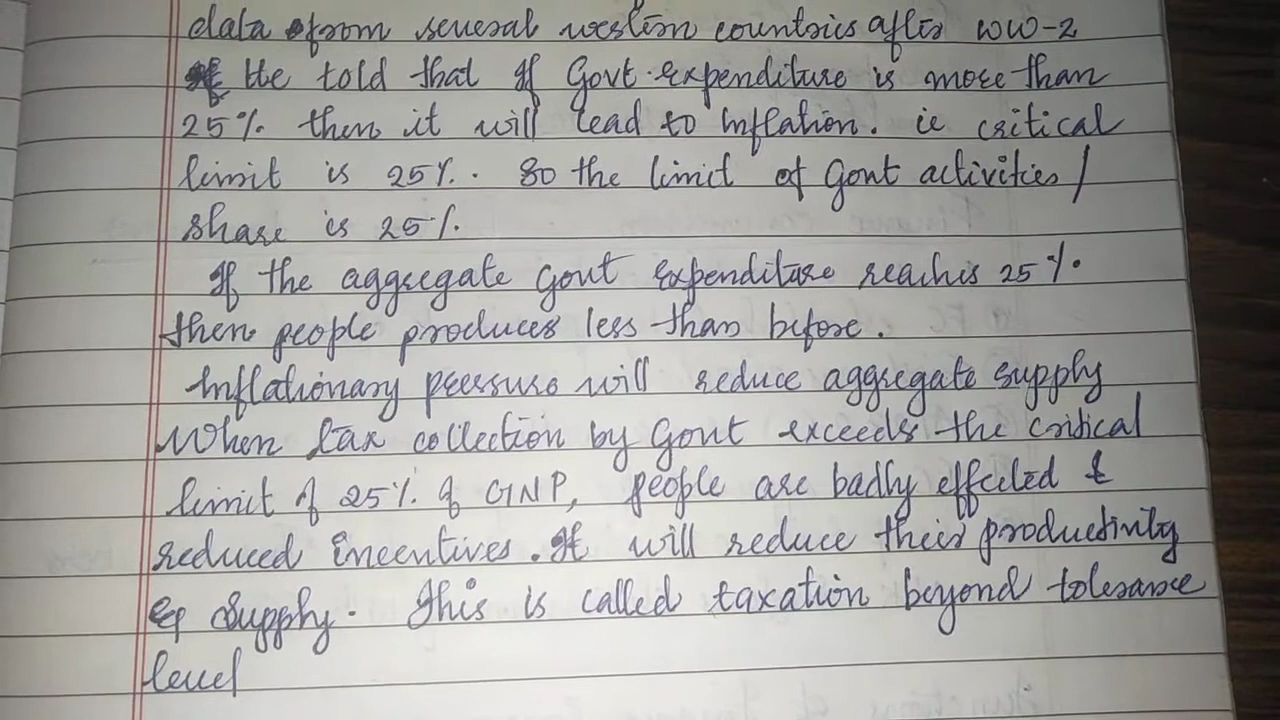 data from several western countries after WW-2
He told that if Govt. expenditure is more than
25% then it will lead to inflation. ie critical
limit is 25%. So the limit of Govt activities/
share is 25%.
If the aggregate Govt expenditure reachis 25%.
then people produces less than before.
Inflationary pressure will reduce aggregate supply
When tax collection by Govt exceeds the critical
limit of 25% of GNP, people are badly effected &
reduced incentives. It will reduce their productivity
& supply. This is called taxation beyond tolerance
level